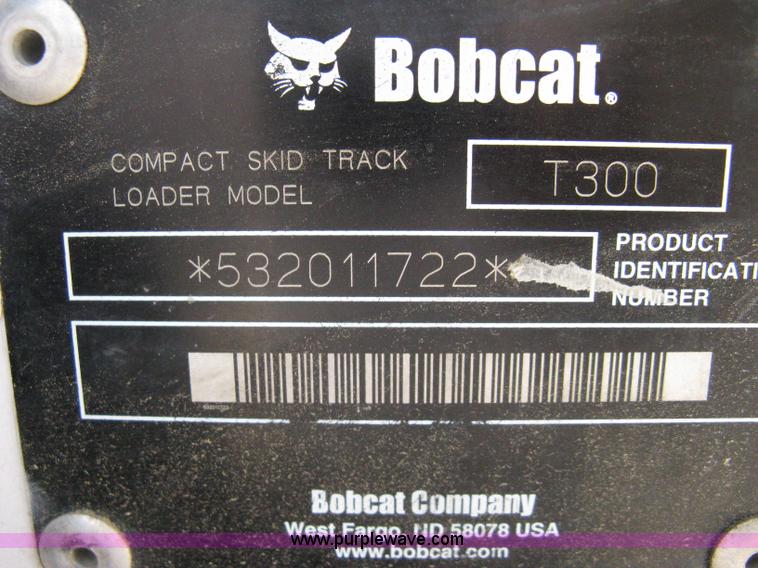 Bobcat®
COMPACT SKID TRACK
LOADER MODEL
T300
*532011722*
PRODUCT
IDENTIFICATI
NUMBER
Bobcat Company
West Fargo, ND 58078 USA
www.purplewave.com
www.bobcat.com